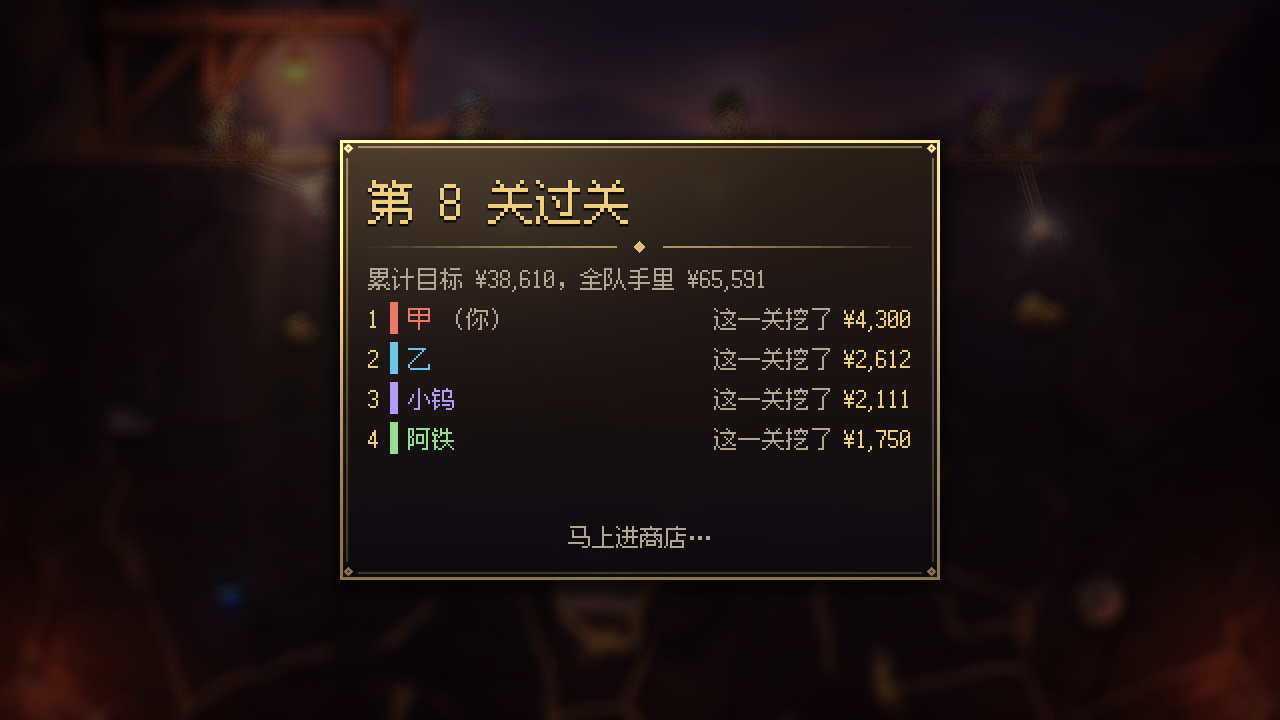 第 8 关过关
累计目标 ¥38,610, 全队手里 ¥65,591
1 甲 (你) 这一关挖了 ¥4,300
2 乙 这一关挖了 ¥2,612
3 小钨 这一关挖了 ¥2,111
4 阿铁 这一关挖了 ¥1,750
马上进商店…